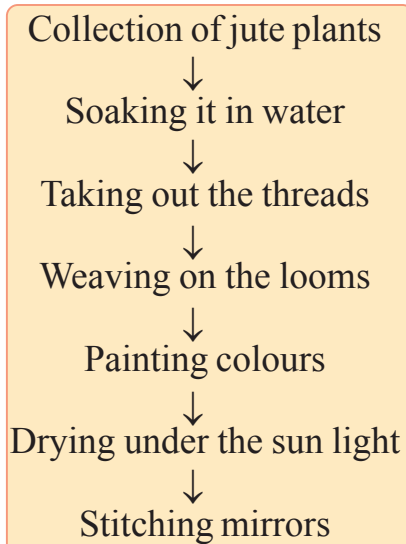 Collection of jute plants
↓
Soaking it in water
↓
Taking out the threads
↓
Weaving on the looms
↓
Painting colours
↓
Drying under the sun light
↓
Stitching mirrors